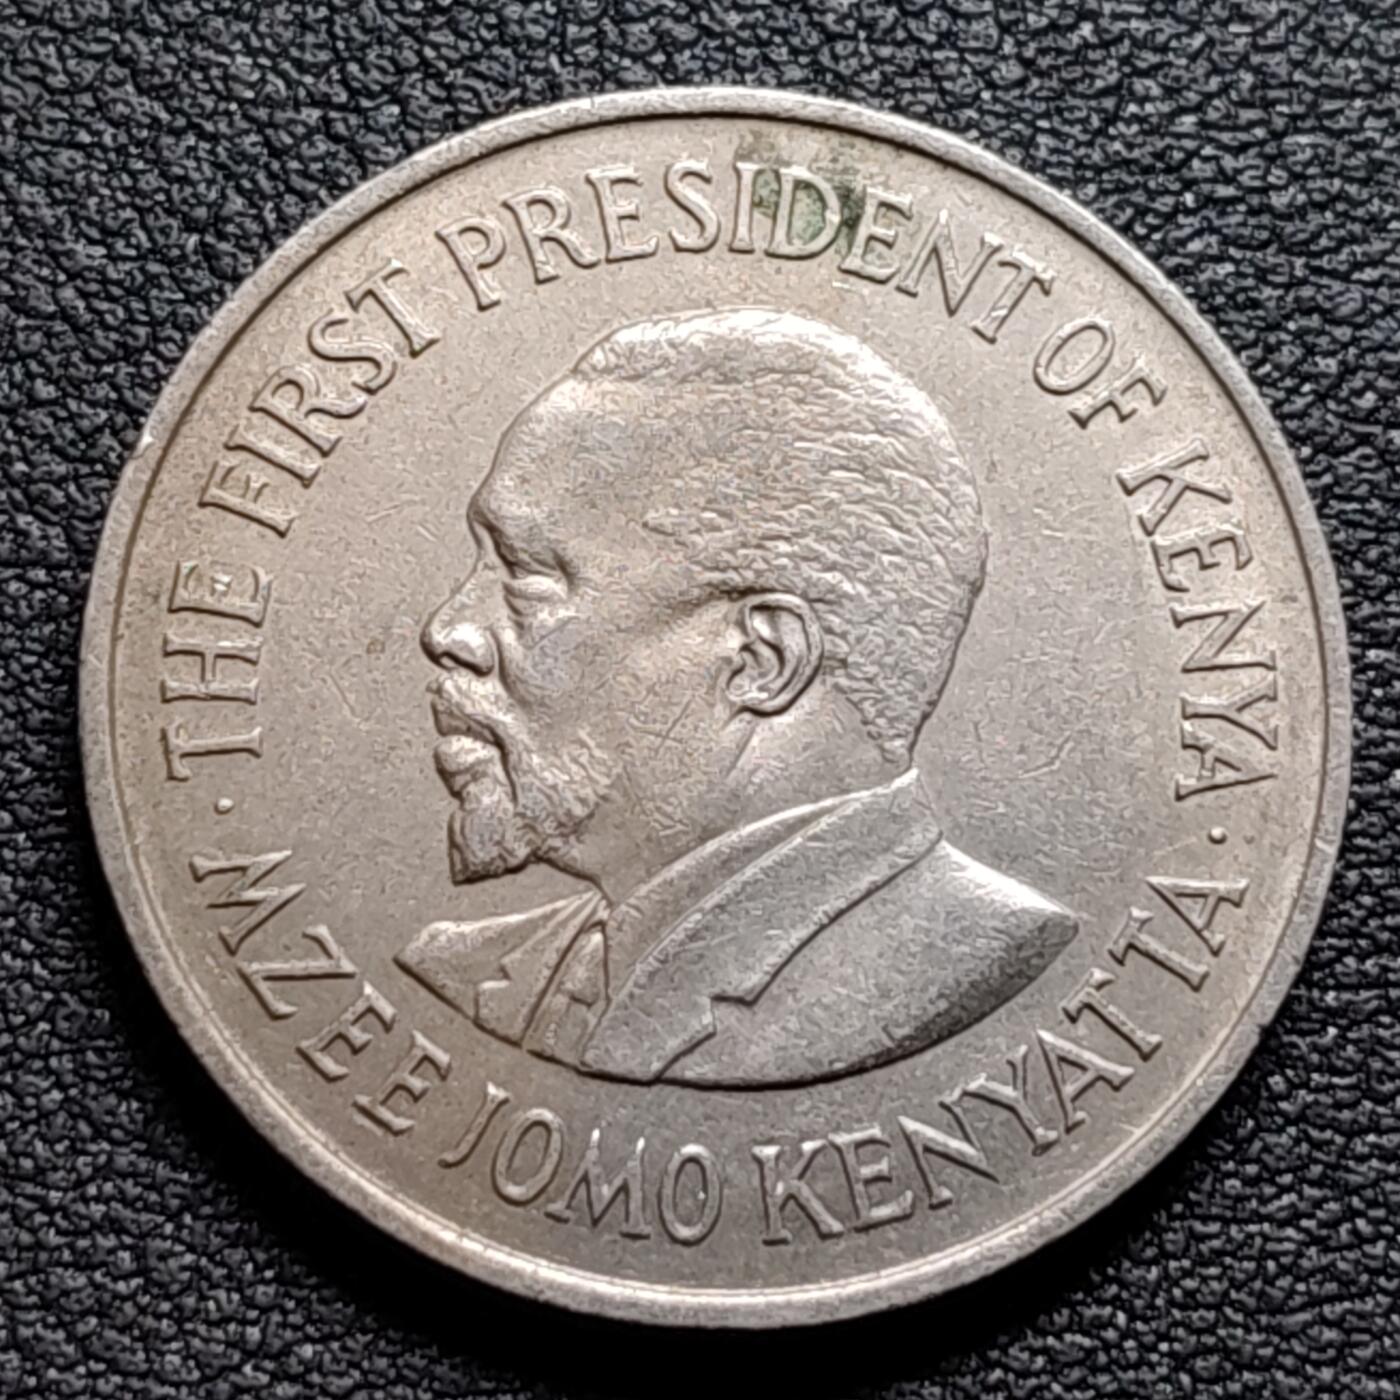 · THE FIRST PRESIDENT OF KENYA ·
MZEE JOMO KENYATTA